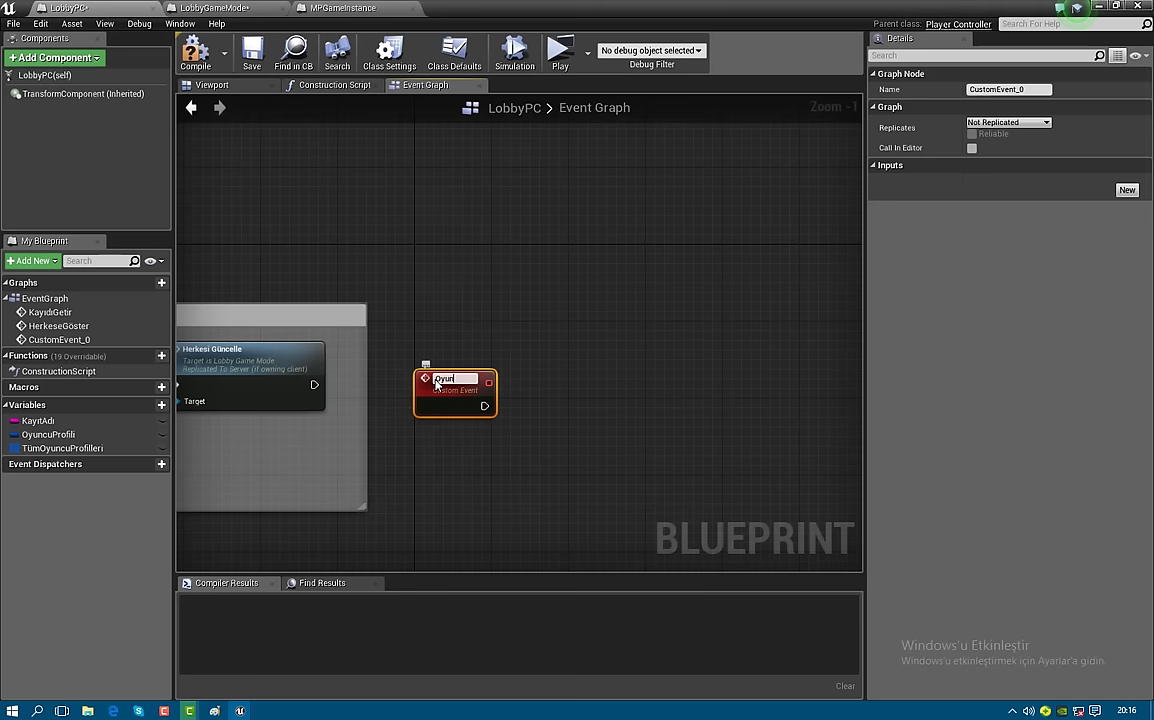 LobbyPC*
LobbyGameMode*
MPGameInstance
File
Edit
Asset
View
Debug
Window
Help
Parent class:
Player Controller
Search For Help
Components
Add Component
LobbyPC(self)
TransformComponent (Inherited)
Compile
Save
Find in CB
Search
Class Settings
Class Defaults
Simulation
Play
No debug object selected
Debug Filter
Viewport
Construction Script
Event Graph
LobbyPC > Event Graph
Zoom -1
My Blueprint
Add New
Search
Graphs
EventGraph
KayıdıGetir
HerkeseGöster
CustomEvent_0
Functions (19 Overridable)
ConstructionScript
Macros
Variables
KayıtAdı
OyuncuProfili
TümOyuncuProfilleri
Event Dispatchers
Herkesi Güncelle
Target is Lobby Game Mode
Replicated To Server (if owning client)
Target
Oyun
Custom Event
BLUEPRINT
Compiler Results
Find Results
Clear
Details
Search
Graph Node
Name
CustomEvent_0
Graph
Replicates
Not Replicated
Reliable
Call In Editor
Inputs
New
Windows'u Etkinleştir
Windows'u etkinleştirmek için Ayarlar'a gidin.
20:16